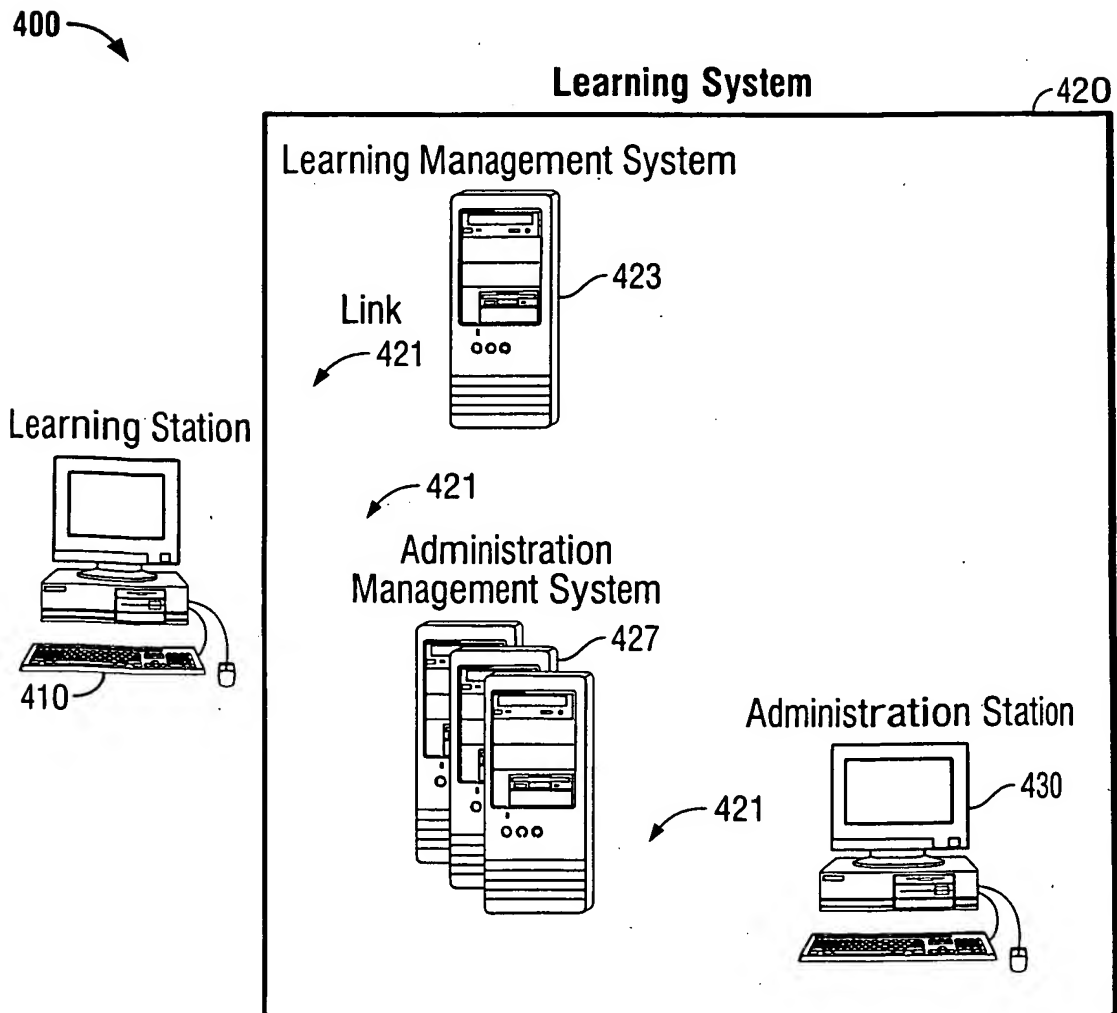 400
Learning System
420
Learning Management System
423
Link
421
Learning Station
421
Administration
Management System
427
410
Administration Station
421
430